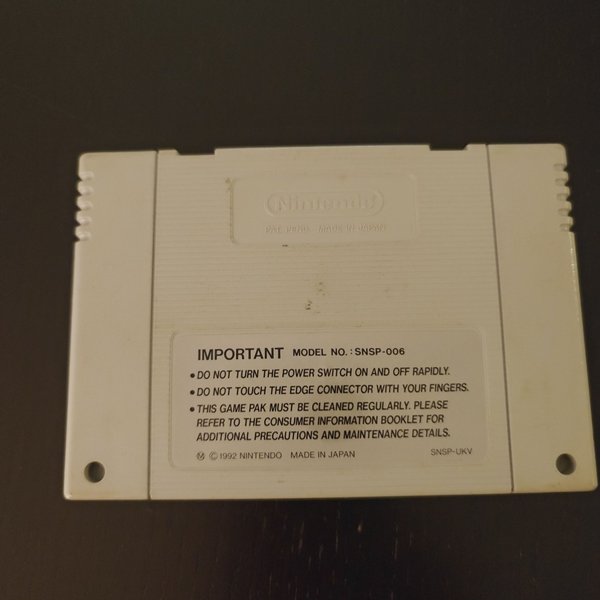 Nintendo
PAT. PEND. MADE IN JAPAN
IMPORTANT MODEL NO.: SNSP-006
• DO NOT TURN THE POWER SWITCH ON AND OFF RAPIDLY.
• DO NOT TOUCH THE EDGE CONNECTOR WITH YOUR FINGERS.
• THIS GAME PAK MUST BE CLEANED REGULARLY. PLEASE
REFER TO THE CONSUMER INFORMATION BOOKLET FOR
ADDITIONAL PRECAUTIONS AND MAINTENANCE DETAILS.
Ⓜ © 1992 NINTENDO MADE IN JAPAN SNSP-UKV